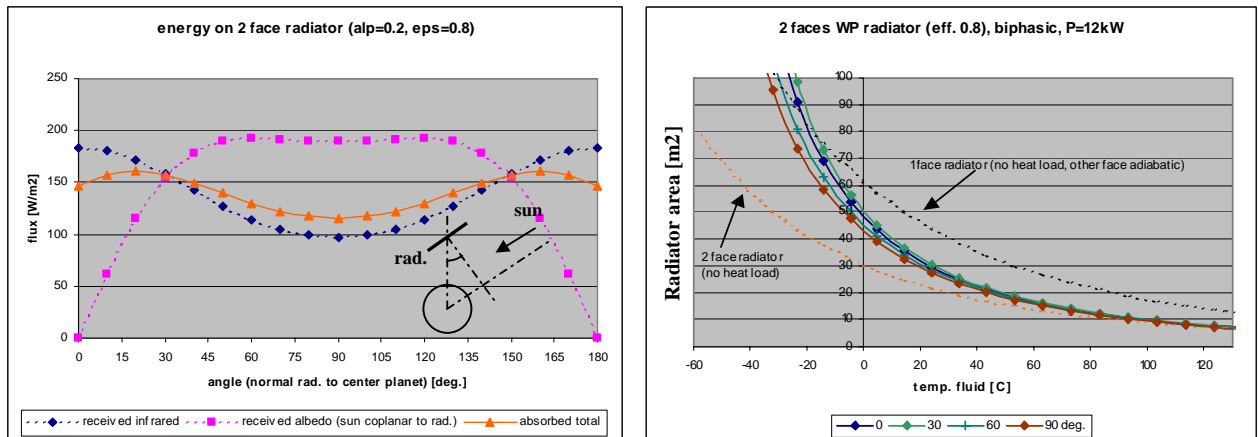 energy on 2 face radiator (alp=0.2, eps=0.8)
flux [W/m2]
250
200
150
100
50
0
0 15 30 45 60 75 90 105 120 135 150 165 180
angle (normal rad. to center planet) [deg.]
sun
rad.
received infrared received albedo (sun coplanar to rad.) absorbed total
2 faces WP radiator (eff. 0.8), biphasic, P=12kW
Radiator area [m2]
100
90
80
70
60
50
40
30
20
10
0
1face radiator (no heat load, other face adiabatic)
2 face radiator
(no heat load)
-60 -40 -20 0 20 40 60 80 100 120
temp. fluid [C]
0 30 60 90 deg.